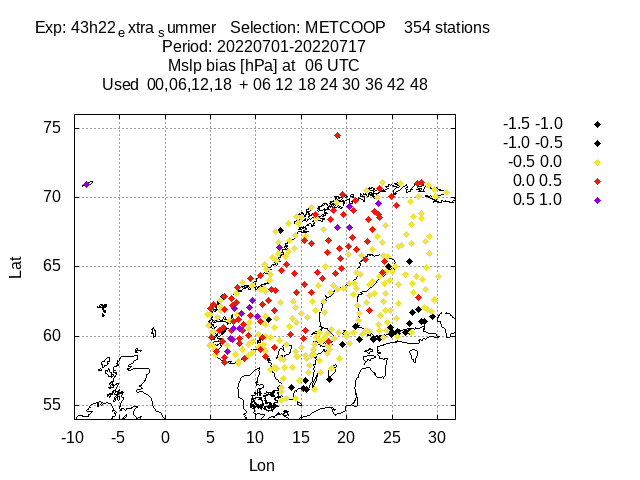 Exp: 43h22e xtras ummer   Selection: METCOOP    354 stations
Period: 20220701-20220717
Mslp bias [hPa] at  06 UTC
Used  00,06,12,18  + 06 12 18 24 30 36 42 48
-1.5 -1.0
-1.0 -0.5
-0.5 0.0
0.0 0.5
0.5 1.0
75
70
65
60
55
Lat
-10 -5 0 5 10 15 20 25 30
Lon